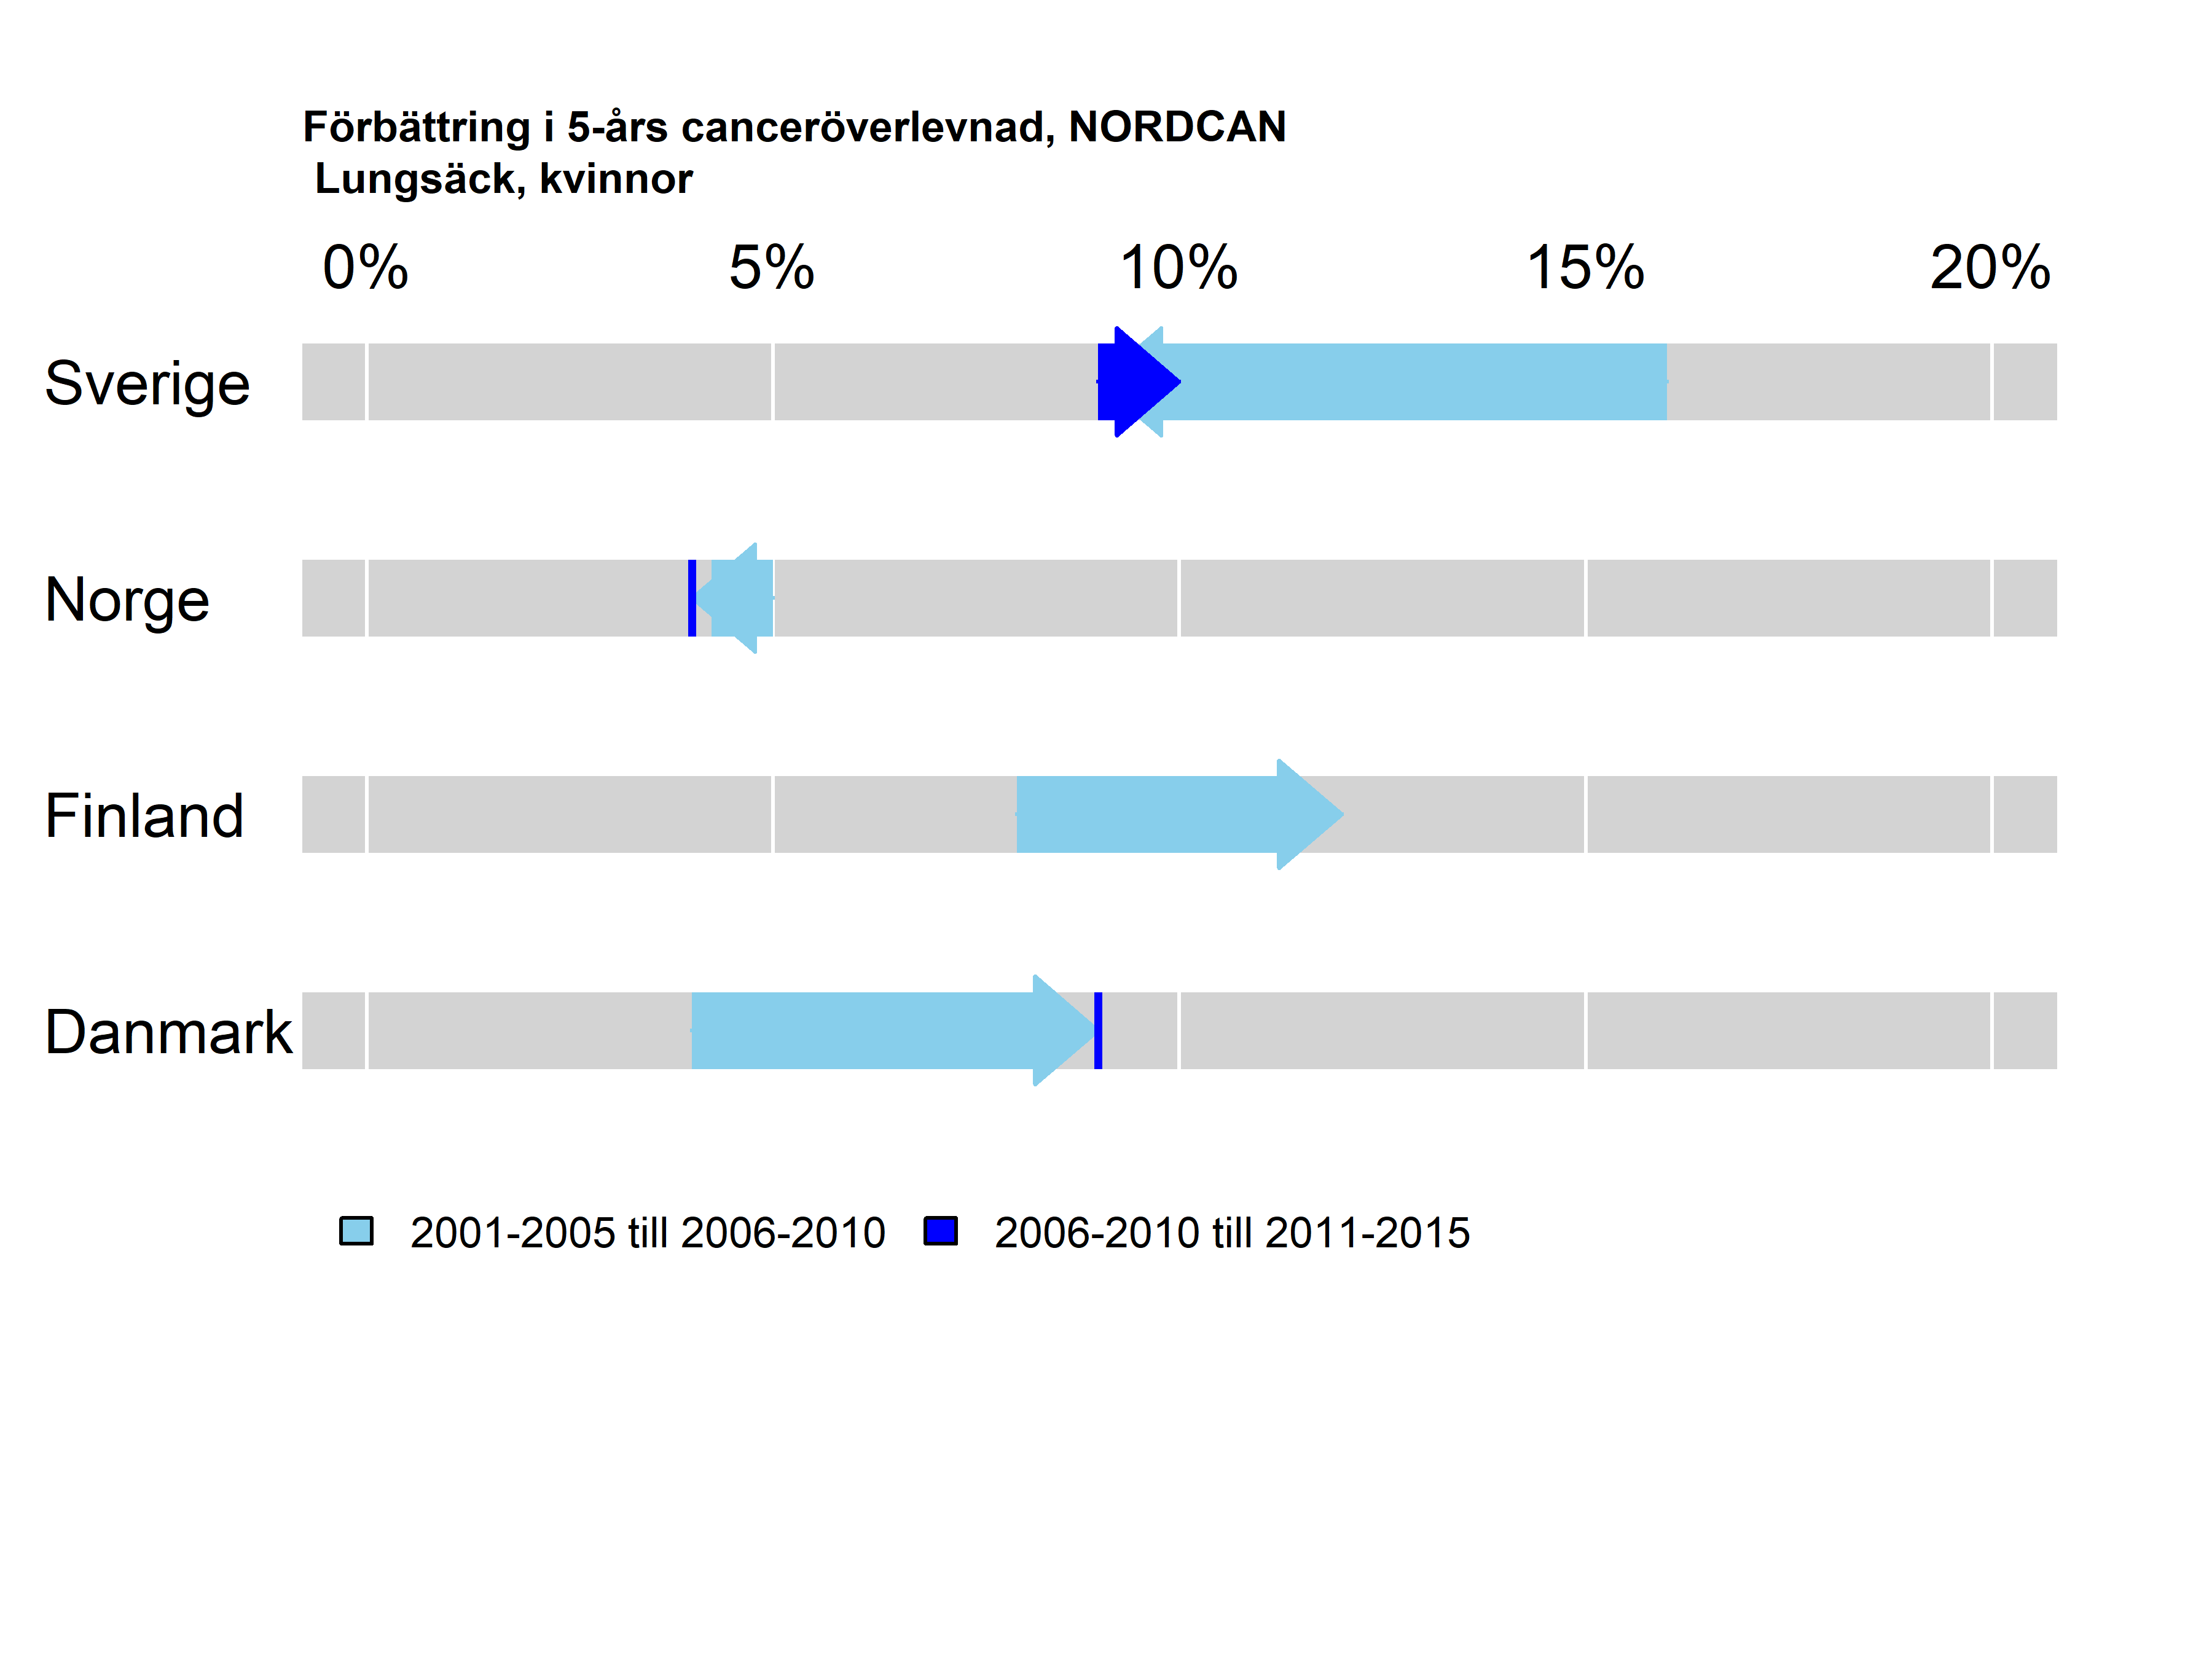 Förbättring i 5-års canceröverlevnad, NORDCAN
Lungsäck, kvinnor
0% 5% 10% 15% 20%
Sverige
Norge
Finland
Danmark
2001-2005 till 2006-2010 2006-2010 till 2011-2015